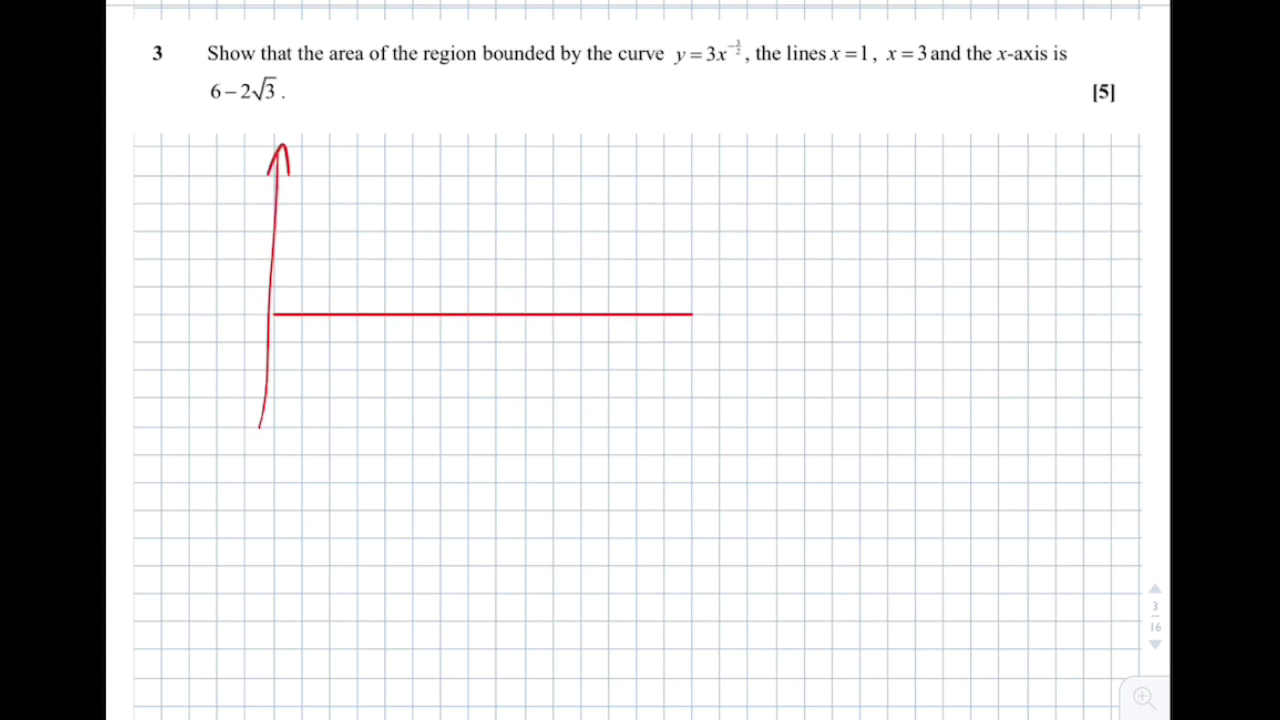 3 Show that the area of the region bounded by the curve y = 3x^{-3/2}, the lines x = 1, x = 3 and the x-axis is
6 – 2√3. [5]
3
16